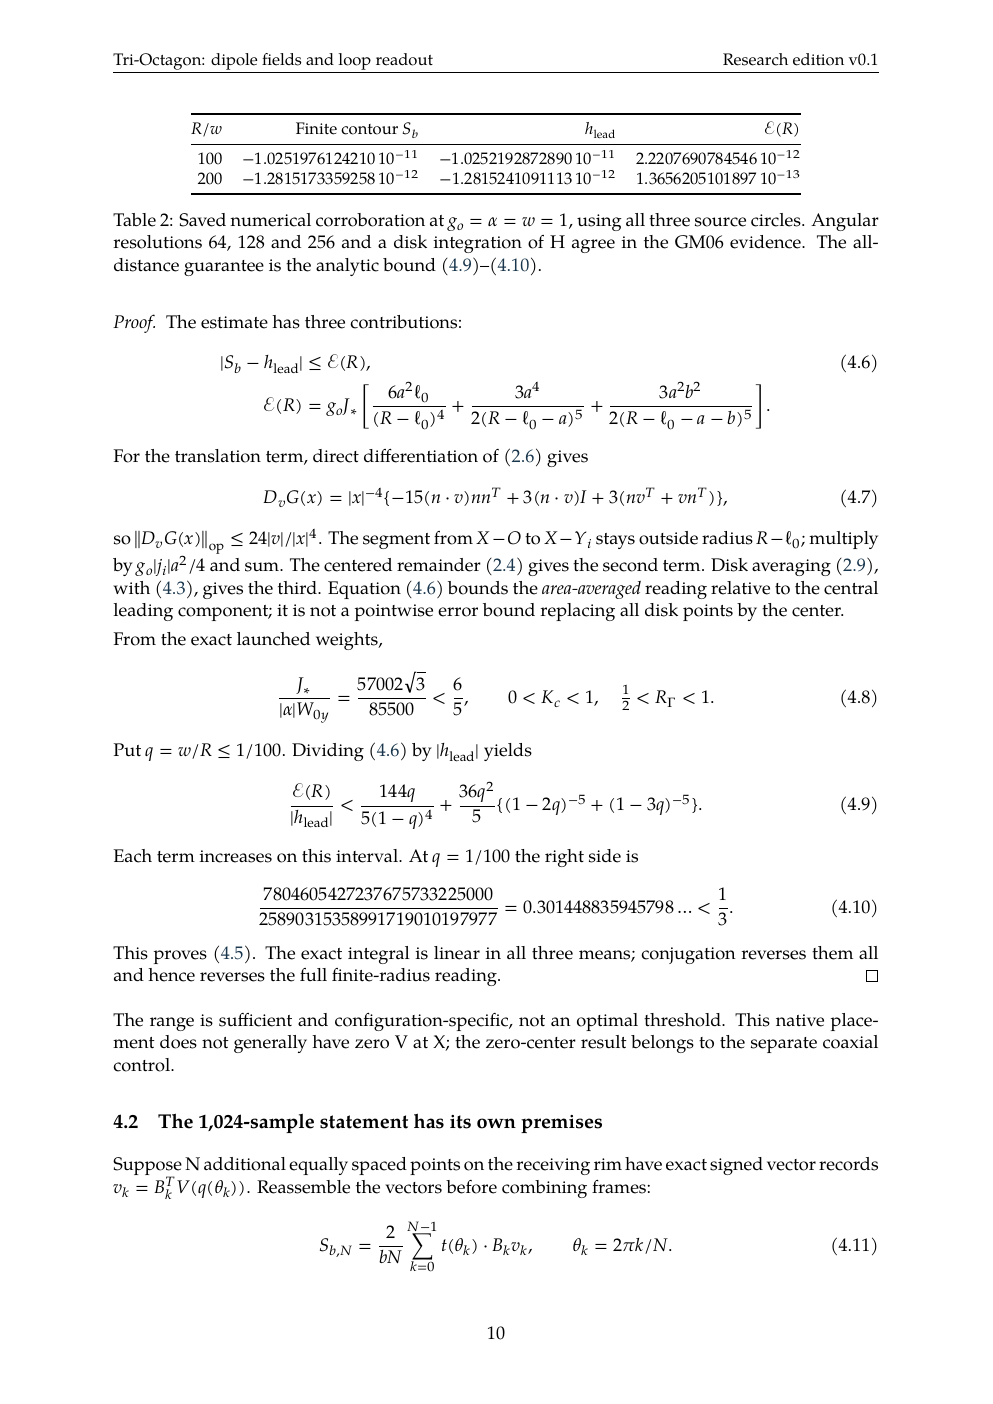 Tri-Octagon: dipole fields and loop readout Research edition v0.1
R/w Finite contour S_b h_lead ℰ(R)
100 −1.0251976124210 10^−11 −1.0252192872890 10^−11 2.2207690784546 10^−12
200 −1.2815173359258 10^−12 −1.2815241091113 10^−12 1.3656205101897 10^−13
Table 2: Saved numerical corroboration at g_o = α = w = 1, using all three source circles. Angular
resolutions 64, 128 and 256 and a disk integration of H agree in the GM06 evidence. The all-
distance guarantee is the analytic bound (4.9)–(4.10).
Proof. The estimate has three contributions:
|S_b − h_lead| ≤ ℰ(R), (4.6)
ℰ(R) = g_o J_* [ 6a^2ℓ_0 / (R − ℓ_0)^4 + 3a^4 / 2(R − ℓ_0 − a)^5 + 3a^2b^2 / 2(R − ℓ_0 − a − b)^5 ].
For the translation term, direct differentiation of (2.6) gives
D_vG(x) = |x|^−4{−15(n · v)nn^T + 3(n · v)I + 3(nv^T + vn^T)}, (4.7)
so ‖D_vG(x)‖_op ≤ 24|v|/|x|^4. The segment from X−O to X−Y_i stays outside radius R−ℓ_0; multiply
by g_o|j_i|a^2/4 and sum. The centered remainder (2.4) gives the second term. Disk averaging (2.9),
with (4.3), gives the third. Equation (4.6) bounds the area-averaged reading relative to the central
leading component; it is not a pointwise error bound replacing all disk points by the center.
From the exact launched weights,
J_* / |α|W_0y = 57002√3 / 85500 < 6/5, 0 < K_c < 1, 1/2 < R_Γ < 1. (4.8)
Put q = w/R ≤ 1/100. Dividing (4.6) by |h_lead| yields
ℰ(R) / |h_lead| < 144q / 5(1 − q)^4 + 36q^2 / 5 {(1 − 2q)^−5 + (1 − 3q)^−5}. (4.9)
Each term increases on this interval. At q = 1/100 the right side is
7804605427237675733225000 / 25890315358991719010197977 = 0.301448835945798 ... < 1/3. (4.10)
This proves (4.5). The exact integral is linear in all three means; conjugation reverses them all
and hence reverses the full finite-radius reading. □
The range is sufficient and configuration-specific, not an optimal threshold. This native place-
ment does not generally have zero V at X; the zero-center result belongs to the separate coaxial
control.
4.2 The 1,024-sample statement has its own premises
Suppose N additional equally spaced points on the receiving rim have exact signed vector records
v_k = B_k^T V(q(θ_k)). Reassemble the vectors before combining frames:
S_b,N = 2/bN ∑_{k=0}^{N−1} t(θ_k) · B_k v_k, θ_k = 2πk/N. (4.11)
10